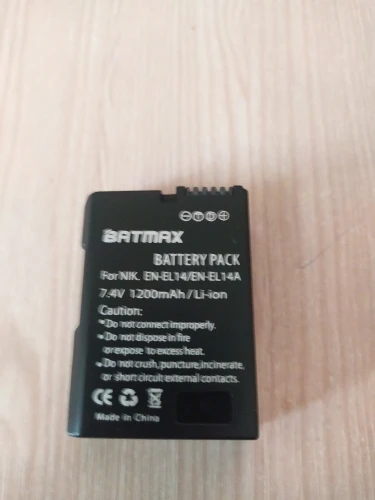 BATMAX
BATTERY PACK
For NIK. EN-EL14/EN-EL14A
7.4V 1200mAh/Li-ion
Caution:
•Do not connect improperly.
•Do not dispose in fire
or expose to excess heat.
•Do not crush, puncture, incinerate,
or short circuit external contacts.
CE
Made in China